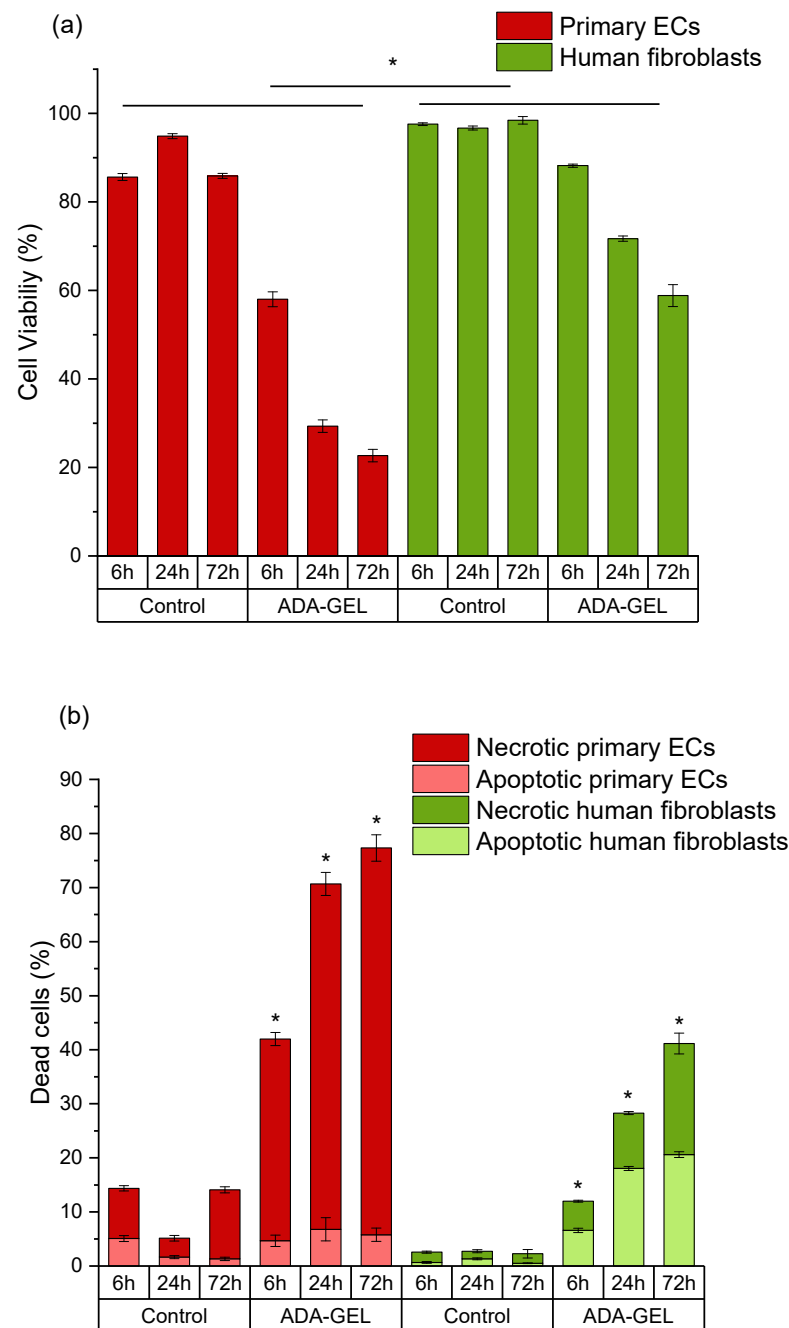 (a)
Primary ECs
Human fibroblasts
*
100
80
60
40
20
0
Cell Viabiliy (%)
6h 24h 72h 6h 24h 72h 6h 24h 72h 6h 24h 72h
Control ADA-GEL Control ADA-GEL
(b)
Necrotic primary ECs
Apoptotic primary ECs
Necrotic human fibroblasts
Apoptotic human fibroblasts
90
80
70
60
50
40
30
20
10
0
Dead cells (%)
* * * * * *
6h 24h 72h 6h 24h 72h 6h 24h 72h 6h 24h 72h
Control ADA-GEL Control ADA-GEL